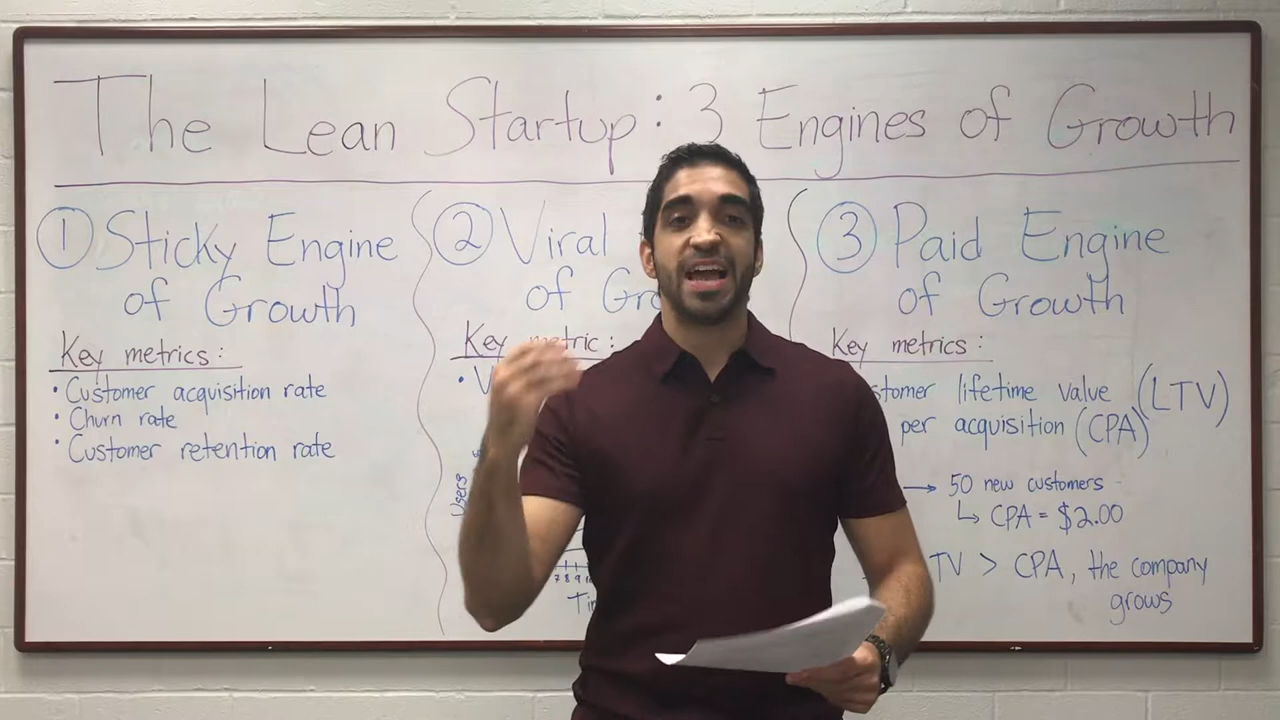 The Lean Startup: 3 Engines of Growth
① Sticky Engine
of Growth
Key metrics:
• Customer acquisition rate
• Churn rate
• Customer retention rate
② Viral
of Gro
Key metric:
• V
Users
7 8 9
③ Paid Engine
of Growth
Key metrics:
stomer lifetime value (LTV)
per acquisition (CPA)
→ 50 new customers
↳ CPA = $2.00
TV > CPA, the company
grows